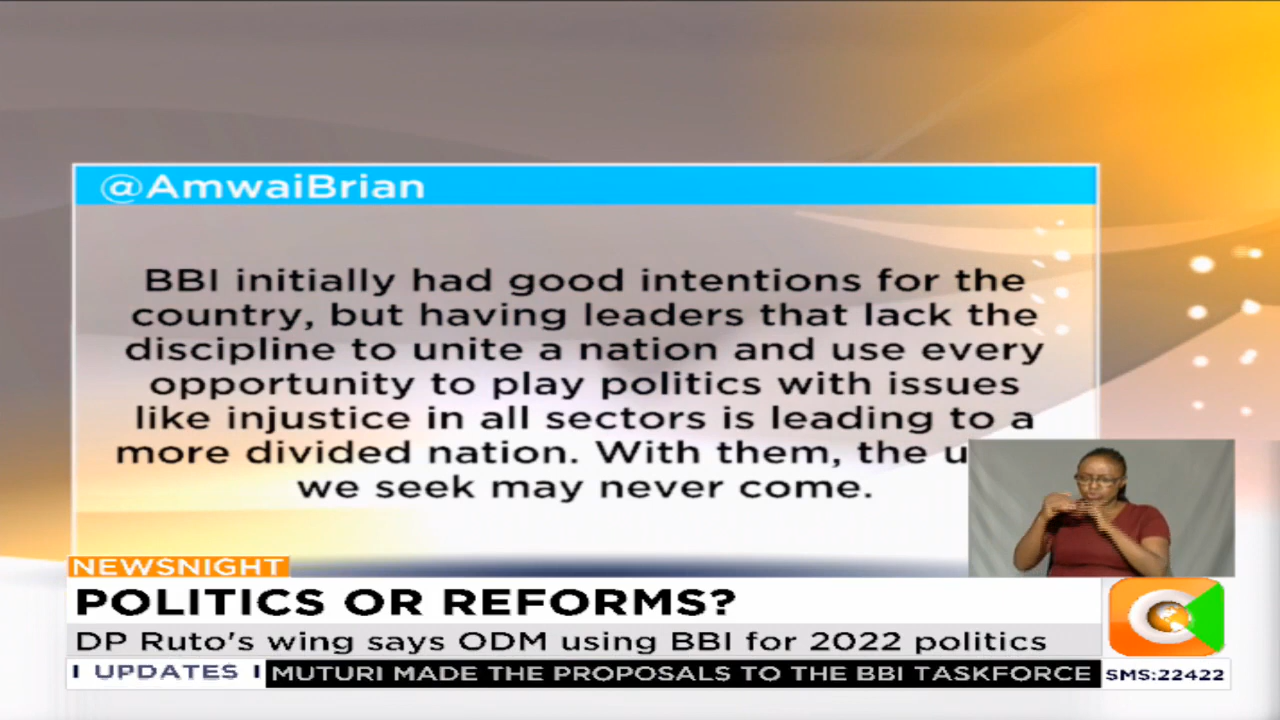 @AmwaiBrian
BBI initially had good intentions for the
country, but having leaders that lack the
discipline to unite a nation and use every
opportunity to play politics with issues
like injustice in all sectors is leading to a
more divided nation. With them, the
we seek may never come.
NEWSNIGHT
POLITICS OR REFORMS?
DP Ruto's wing says ODM using BBI for 2022 politics
UPDATES
MUTURI MADE THE PROPOSALS TO THE BBI TASKFORCE
SMS:22422